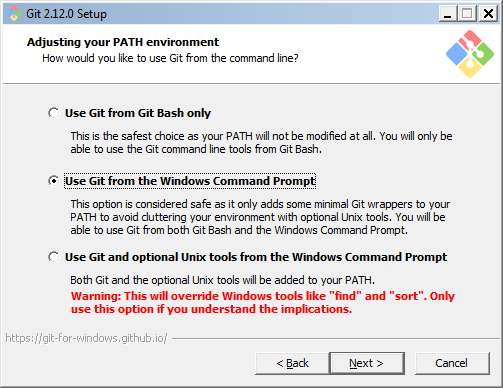 Git 2.12.0 Setup
Adjusting your PATH environment
How would you like to use Git from the command line?
Use Git from Git Bash only
This is the safest choice as your PATH will not be modified at all. You will only be
able to use the Git command line tools from Git Bash.
Use Git from the Windows Command Prompt
This option is considered safe as it only adds some minimal Git wrappers to your
PATH to avoid cluttering your environment with optional Unix tools. You will be
able to use Git from both Git Bash and the Windows Command Prompt.
Use Git and optional Unix tools from the Windows Command Prompt
Both Git and the optional Unix tools will be added to your PATH.
Warning: This will override Windows tools like "find" and "sort". Only
use this option if you understand the implications.
https://git-for-windows.github.io/
< Back Next > Cancel